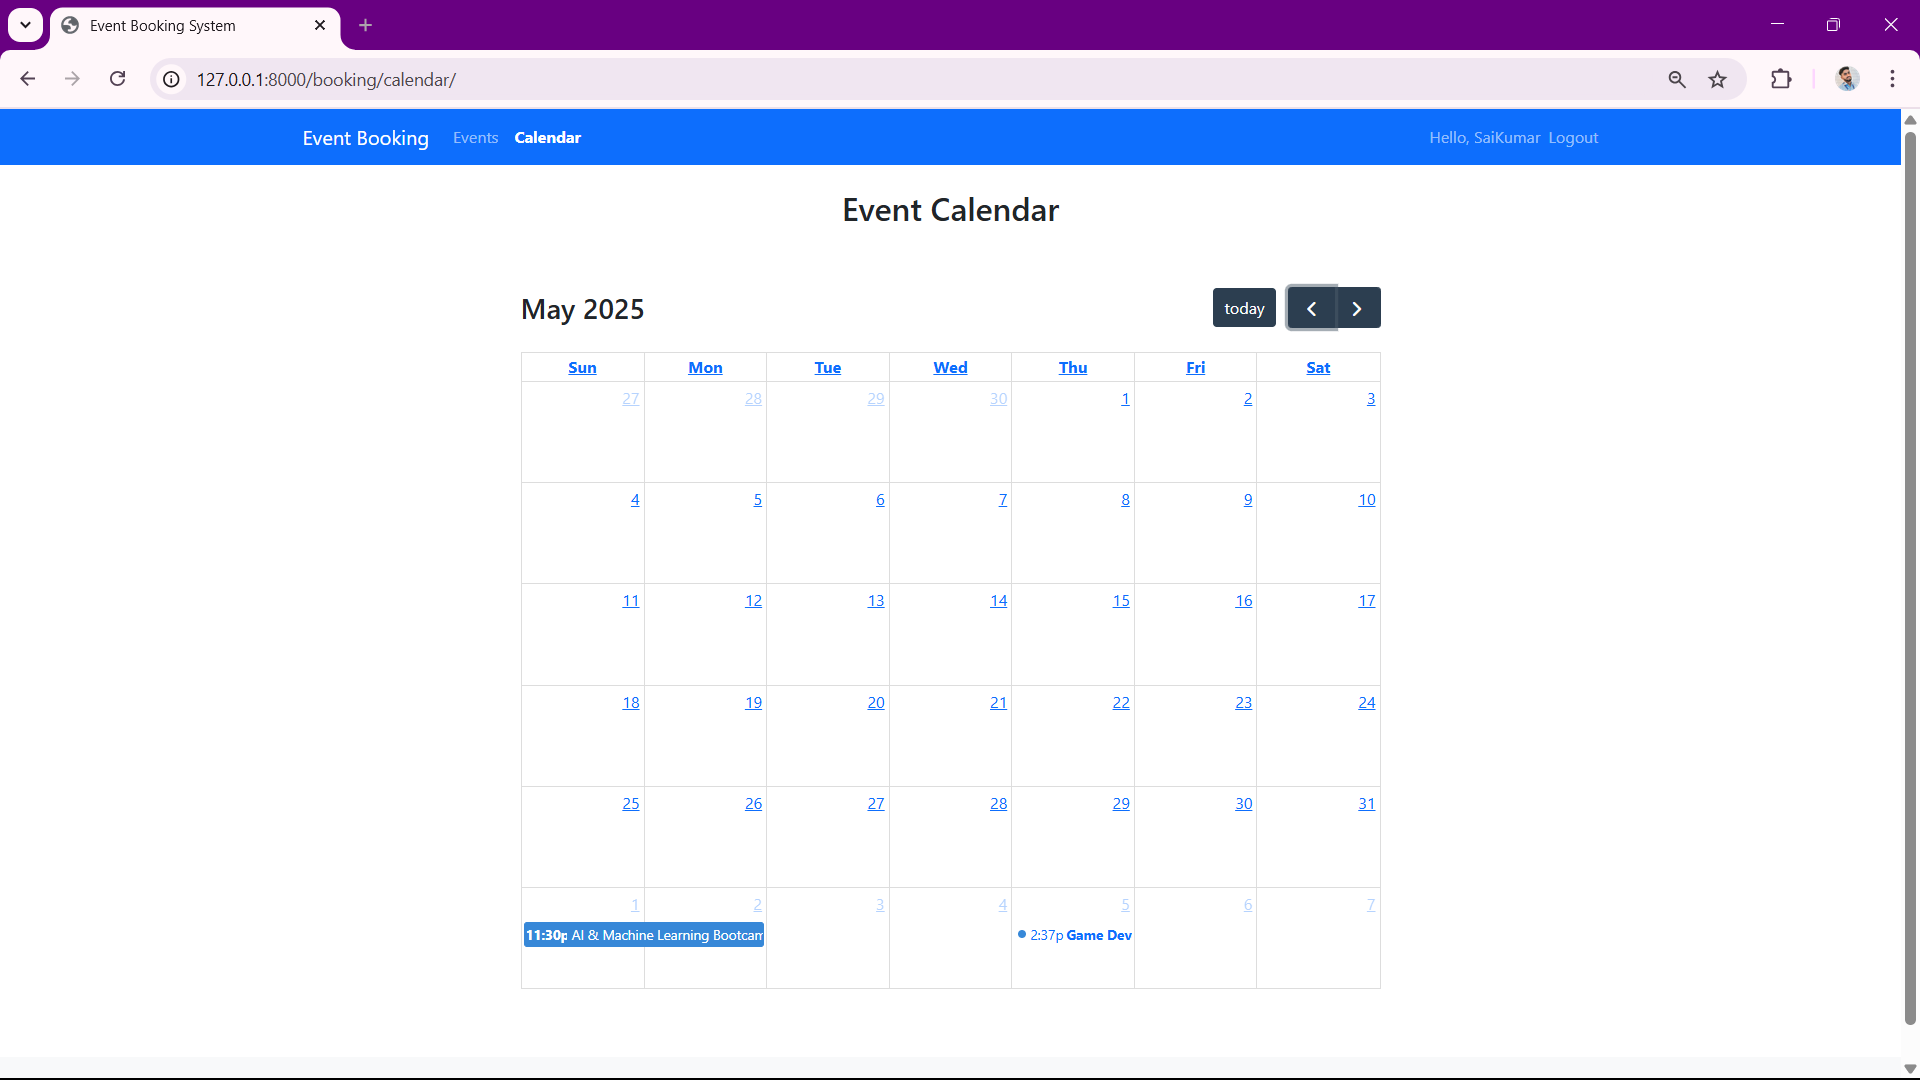 Event Booking System
127.0.0.1:8000/booking/calendar/
Event Booking Events Calendar Hello, SaiKumar Logout
Event Calendar
May 2025 today
Sun Mon Tue Wed Thu Fri Sat
27 28 29 30 1 2 3
4 5 6 7 8 9 10
11 12 13 14 15 16 17
18 19 20 21 22 23 24
25 26 27 28 29 30 31
1 2 3 4 5 6 7
11:30p AI & Machine Learning Bootcam 2:37p Game Dev